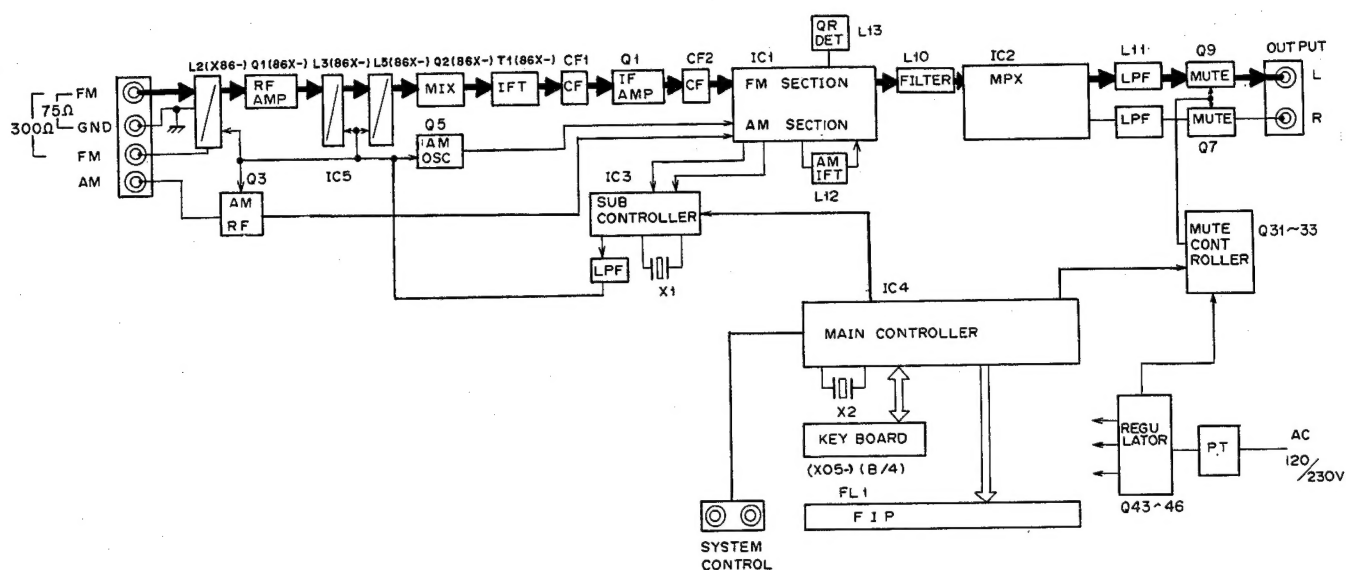 QR
DET
L13
L2(X86-)
Q1(86X-)
L3(86X-)
L5(86X-)
Q2(86X-)
T1(86X-)
CF1
Q1
CF2
IC1
L10
IC2
L11
Q9
OUTPUT
FM
75Ω
300Ω
GND
FM
AM
RF
AMP
MIX
IFT
CF
IF
AMP
CF
FM SECTION
AM SECTION
FILTER
MPX
LPF
MUTE
L
LPF
MUTE
R
Q7
Q5
AM
OSC
Q3
AM
RF
IC5
IC3
SUB
CONTROLLER
AM
IFT
L12
LPF
X1
MUTE
CONT
ROLLER
Q31~33
IC4
MAIN CONTROLLER
X2
KEY BOARD
(X05-) (B/4)
FL1
FIP
SYSTEM
CONTROL
REGU
LATOR
Q43~46
P.T
AC
120
/230V